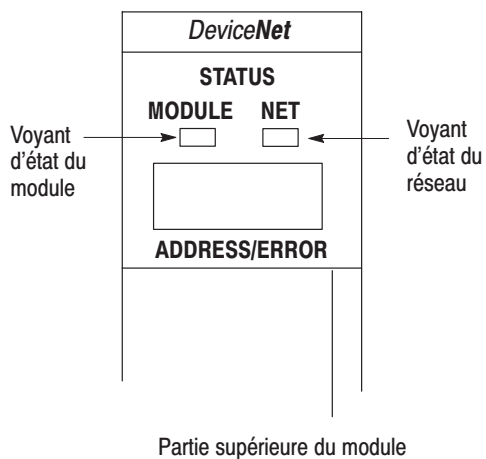 DeviceNet
STATUS
MODULE NET
Voyant
d'état du
module
Voyant
d'état du
réseau
ADDRESS/ERROR
Partie supérieure du module